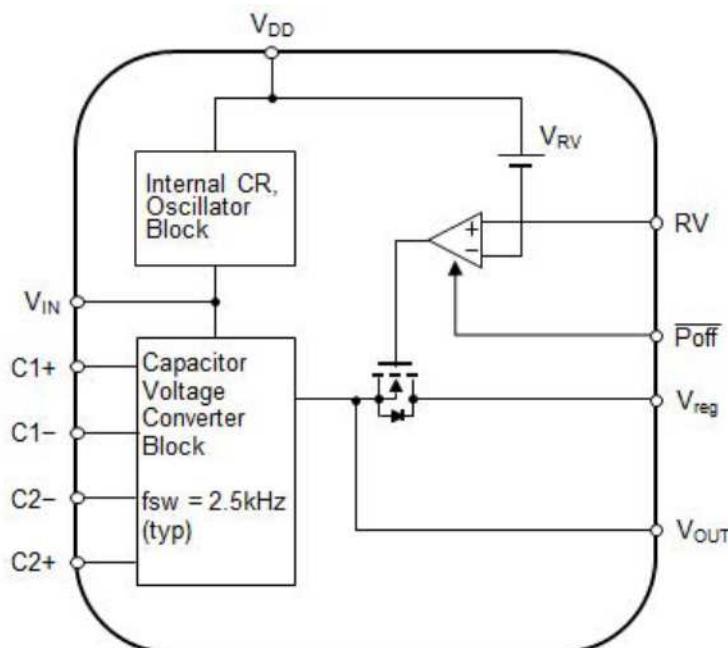 VDD
VRV
Internal CR,
Oscillator
Block
+
−
RV
VIN
Poff
C1+
Capacitor
Voltage
Converter
Block
Vreg
C1−
C2−
fsw = 2.5kHz
(typ)
VOUT
C2+